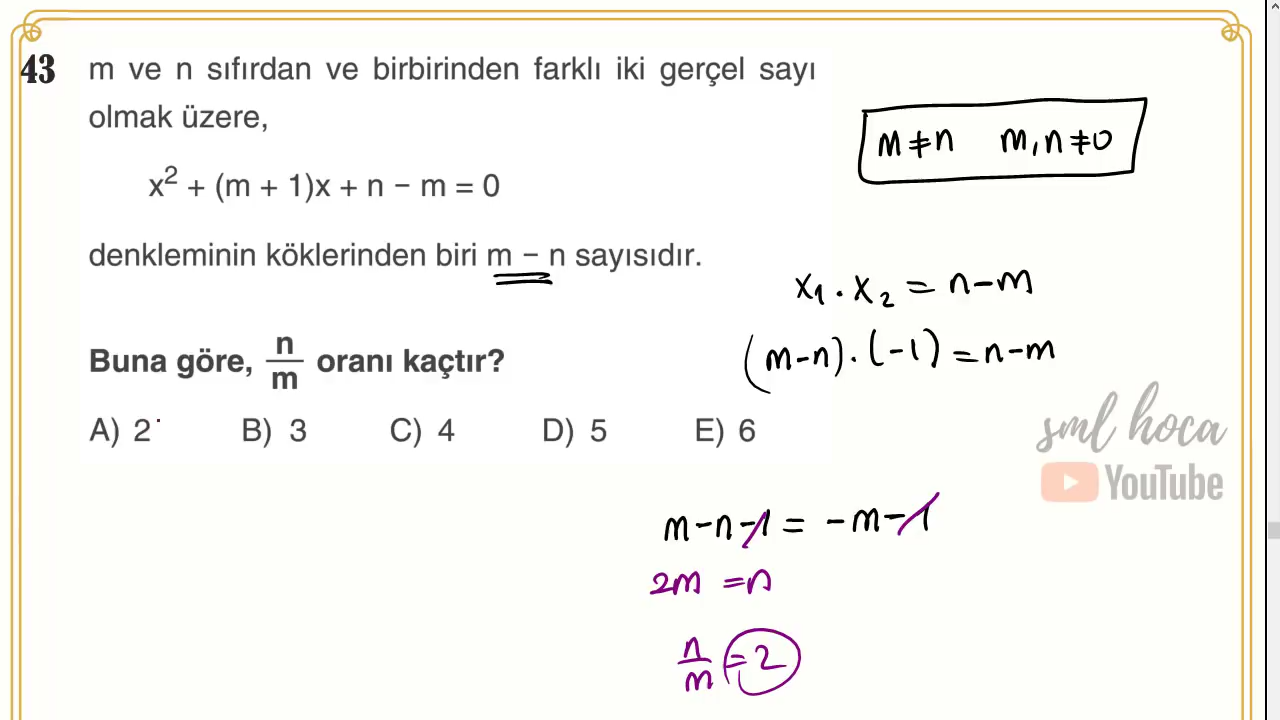 43 m ve n sıfırdan ve birbirinden farklı iki gerçel sayı
olmak üzere,
x² + (m + 1)x + n − m = 0
denkleminin köklerinden biri m − n sayısıdır.
Buna göre, n/m oranı kaçtır?
A) 2 B) 3 C) 4 D) 5 E) 6
m ≠ n m, n ≠ 0
x₁ . x₂ = n − m
(m − n) . (−1) = n − m
sml hoca
YouTube
m − n − 1 = − m − 1
2m = n
n/m = 2